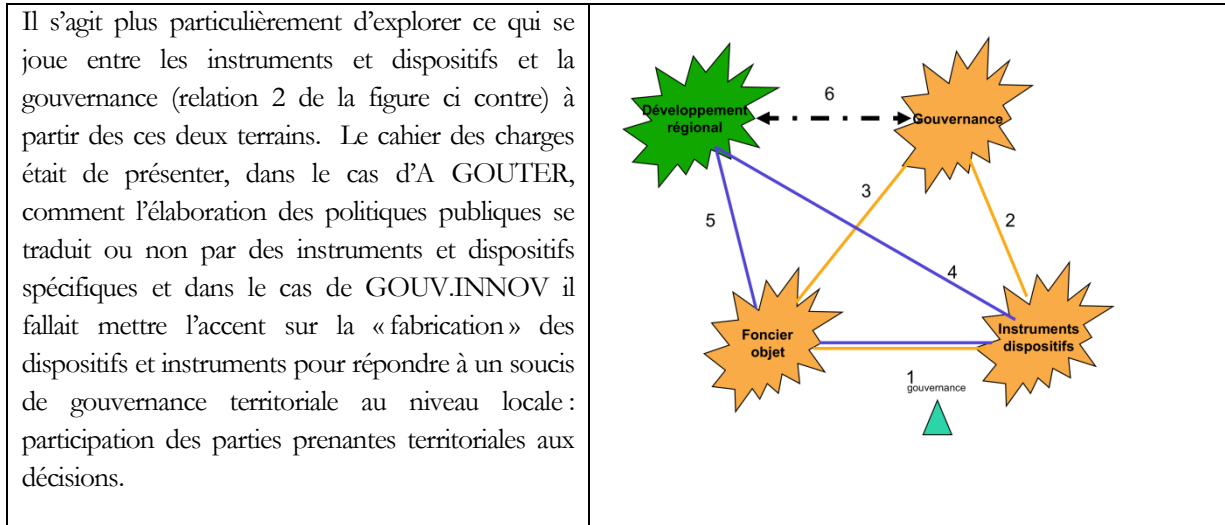 Il s’agit plus particulièrement d’explorer ce qui se
joue entre les instruments et dispositifs et la
gouvernance (relation 2 de la figure ci contre) à
partir des ces deux terrains. Le cahier des charges
était de présenter, dans le cas d’A GOUTER,
comment l’élaboration des politiques publiques se
traduit ou non par des instruments et dispositifs
spécifiques et dans le cas de GOUV.INNOV il
fallait mettre l’accent sur la « fabrication » des
dispositifs et instruments pour répondre à un soucis
de gouvernance territoriale au niveau locale :
participation des parties prenantes territoriales aux
décisions.
6
Développement
régional
Gouvernance
3
5
2
4
Foncier
objet
Instruments
dispositifs
1
gouvernance